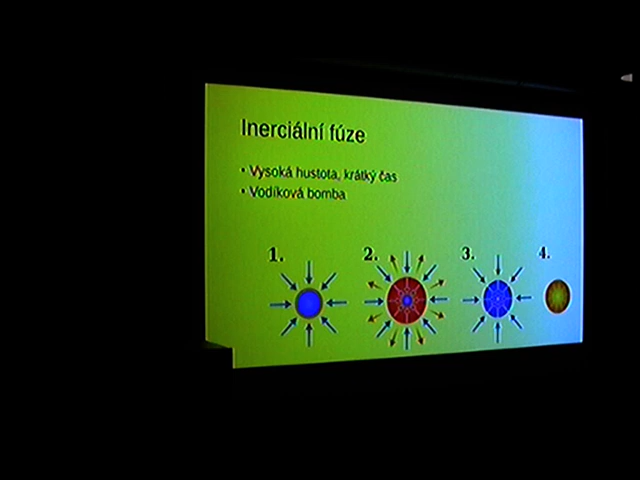 Inerciální fúze
• Vysoká hustota, krátký čas
• Vodíková bomba
1. 2. 3. 4.